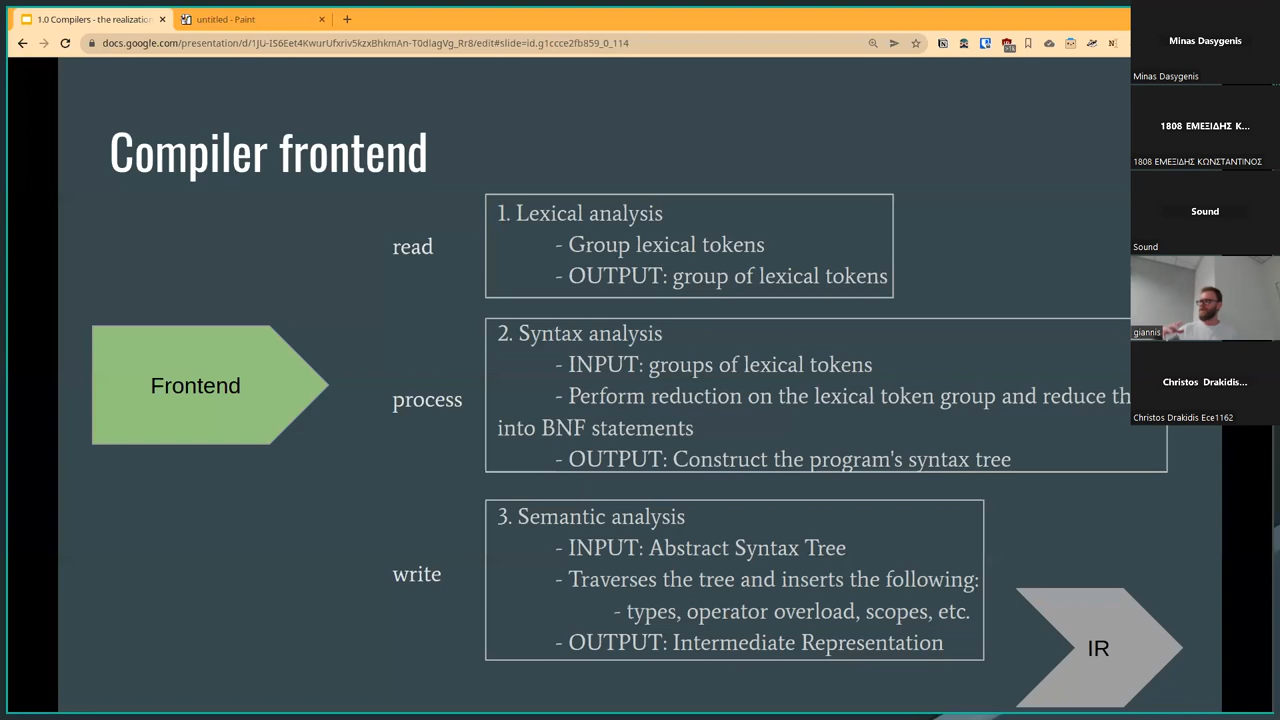 1.0 Compilers - the realization
untitled - Paint
docs.google.com/presentation/d/1JU-IS6Eet4KwurUfxriv5kzxBhkmAn-T0dlagVg_Rr8/edit#slide=id.g1ccce2fb859_0_114
Compiler frontend
Frontend
read
1. Lexical analysis
- Group lexical tokens
- OUTPUT: group of lexical tokens
process
2. Syntax analysis
- INPUT: groups of lexical tokens
- Perform reduction on the lexical token group and reduce th
into BNF statements
- OUTPUT: Construct the program's syntax tree
write
3. Semantic analysis
- INPUT: Abstract Syntax Tree
- Traverses the tree and inserts the following:
- types, operator overload, scopes, etc.
- OUTPUT: Intermediate Representation
IR
Minas Dasygenis
Minas Dasygenis
1808 ΕΜΕΞΙΔΗΣ Κ...
1808 ΕΜΕΞΙΔΗΣ ΚΩΝΣΤΑΝΤΙΝΟΣ
Sound
Sound
giannis
Christos Drakidis...
Christos Drakidis Ece1162